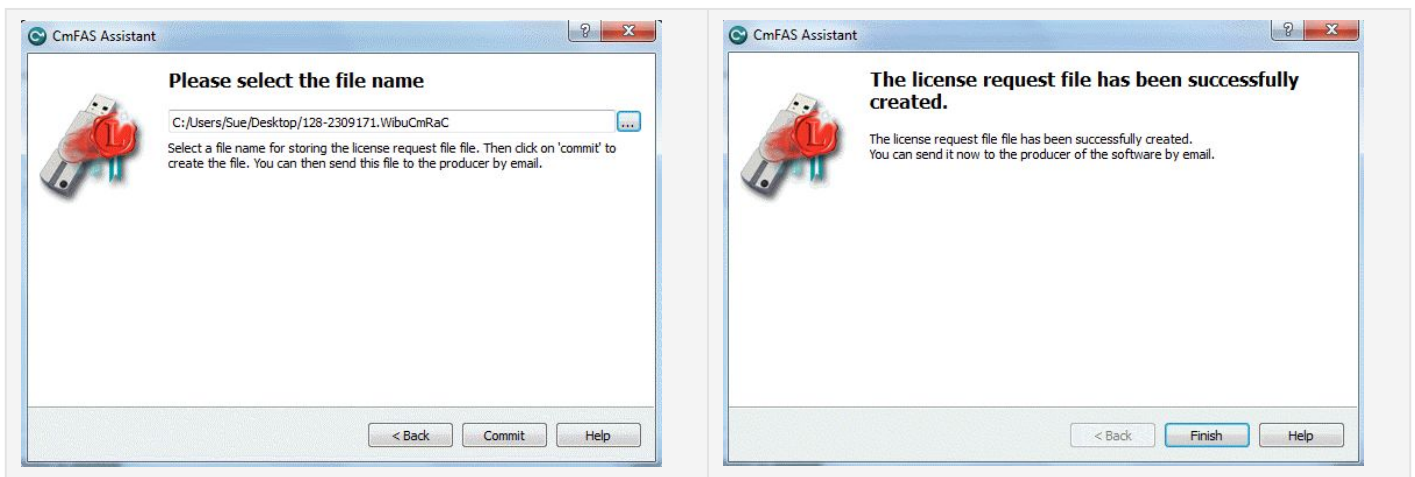 CmFAS Assistant
Please select the file name
C:/Users/Sue/Desktop/128-2309171.WibuCmRaC
...
Select a file name for storing the license request file file. Then click on 'commit' to
create the file. You can then send this file to the producer by email.
< Back
Commit
Help
CmFAS Assistant
The license request file has been successfully
created.
The license request file file has been successfully created.
You can send it now to the producer of the software by email.
< Back
Finish
Help